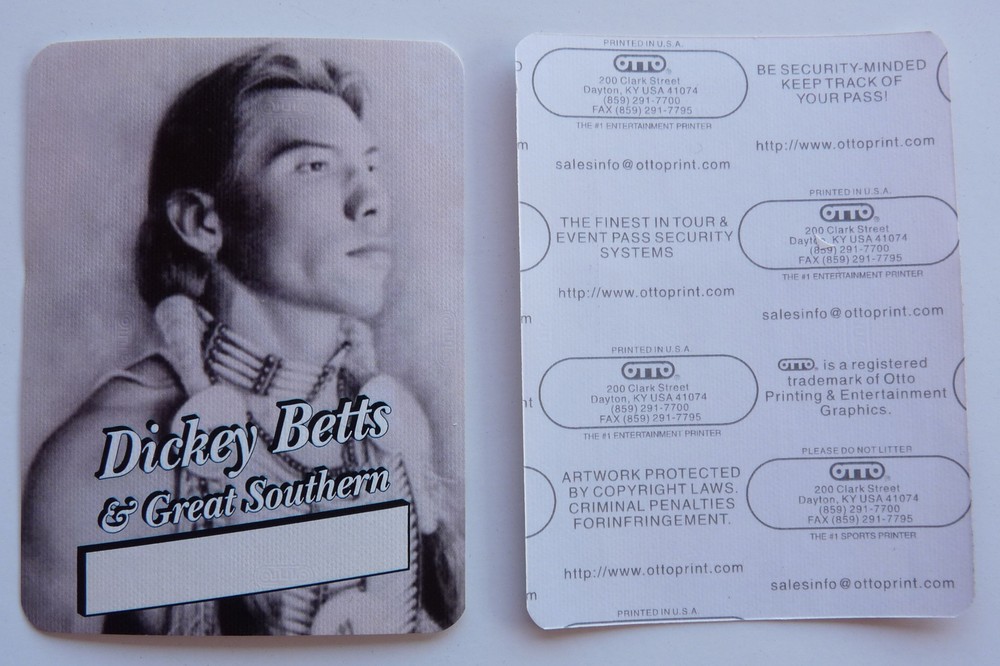 Dickey Betts
& Great Southern
PRINTED IN U.S.A.
OTTO®
200 Clark Street
Dayton, KY USA 41074
(859) 291-7700
FAX (859) 291-7795
THE #1 ENTERTAINMENT PRINTER
BE SECURITY-MINDED
KEEP TRACK OF
YOUR PASS!
salesinfo@ottoprint.com
http://www.ottoprint.com
THE FINEST IN TOUR &
EVENT PASS SECURITY
SYSTEMS
PRINTED IN U.S.A.
OTTO®
200 Clark Street
Dayton, KY USA 41074
(859) 291-7700
FAX (859) 291-7795
THE #1 ENTERTAINMENT PRINTER
http://www.ottoprint.com
salesinfo@ottoprint.com
PRINTED IN U.S.A.
OTTO®
200 Clark Street
Dayton, KY USA 41074
(859) 291-7700
FAX (859) 291-7795
THE #1 ENTERTAINMENT PRINTER
OTTO® is a registered
trademark of Otto
Printing & Entertainment
Graphics.
ARTWORK PROTECTED
BY COPYRIGHT LAWS.
CRIMINAL PENALTIES
FORINFRINGEMENT.
PLEASE DO NOT LITTER
OTTO®
200 Clark Street
Dayton, KY USA 41074
(859) 291-7700
FAX (859) 291-7795
THE #1 SPORTS PRINTER
http://www.ottoprint.com
salesinfo@ottoprint.com
PRINTED IN U.S.A.